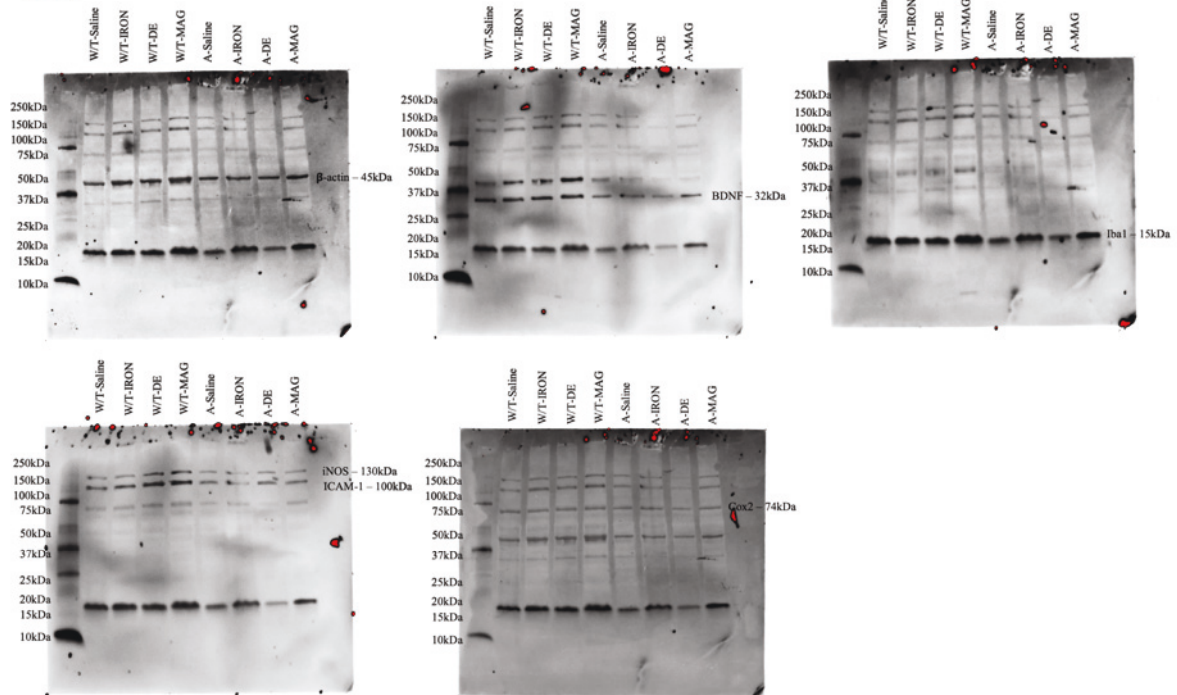 W/T-Saline
W/T-IRON
W/T-DE
W/T-MAG
A-Saline
A-IRON
A-DE
A-MAG
250kDa
150kDa
100kDa
75kDa
50kDa
37kDa
25kDa
20kDa
15kDa
10kDa
β-actin – 45kDa
W/T-Saline
W/T-IRON
W/T-DE
W/T-MAG
A-Saline
A-IRON
A-DE
A-MAG
250kDa
150kDa
100kDa
75kDa
50kDa
37kDa
25kDa
20kDa
15kDa
10kDa
BDNF – 32kDa
W/T-Saline
W/T-IRON
W/T-DE
W/T-MAG
A-Saline
A-IRON
A-DE
A-MAG
250kDa
150kDa
100kDa
75kDa
50kDa
37kDa
25kDa
20kDa
15kDa
10kDa
Iba1 – 15kDa
W/T-Saline
W/T-IRON
W/T-DE
W/T-MAG
A-Saline
A-IRON
A-DE
A-MAG
250kDa
150kDa
100kDa
75kDa
50kDa
37kDa
25kDa
20kDa
15kDa
10kDa
iNOS – 130kDa
ICAM-1 – 100kDa
W/T-Saline
W/T-IRON
W/T-DE
W/T-MAG
A-Saline
A-IRON
A-DE
A-MAG
250kDa
150kDa
100kDa
75kDa
50kDa
37kDa
25kDa
20kDa
15kDa
10kDa
Cox2 – 74kDa